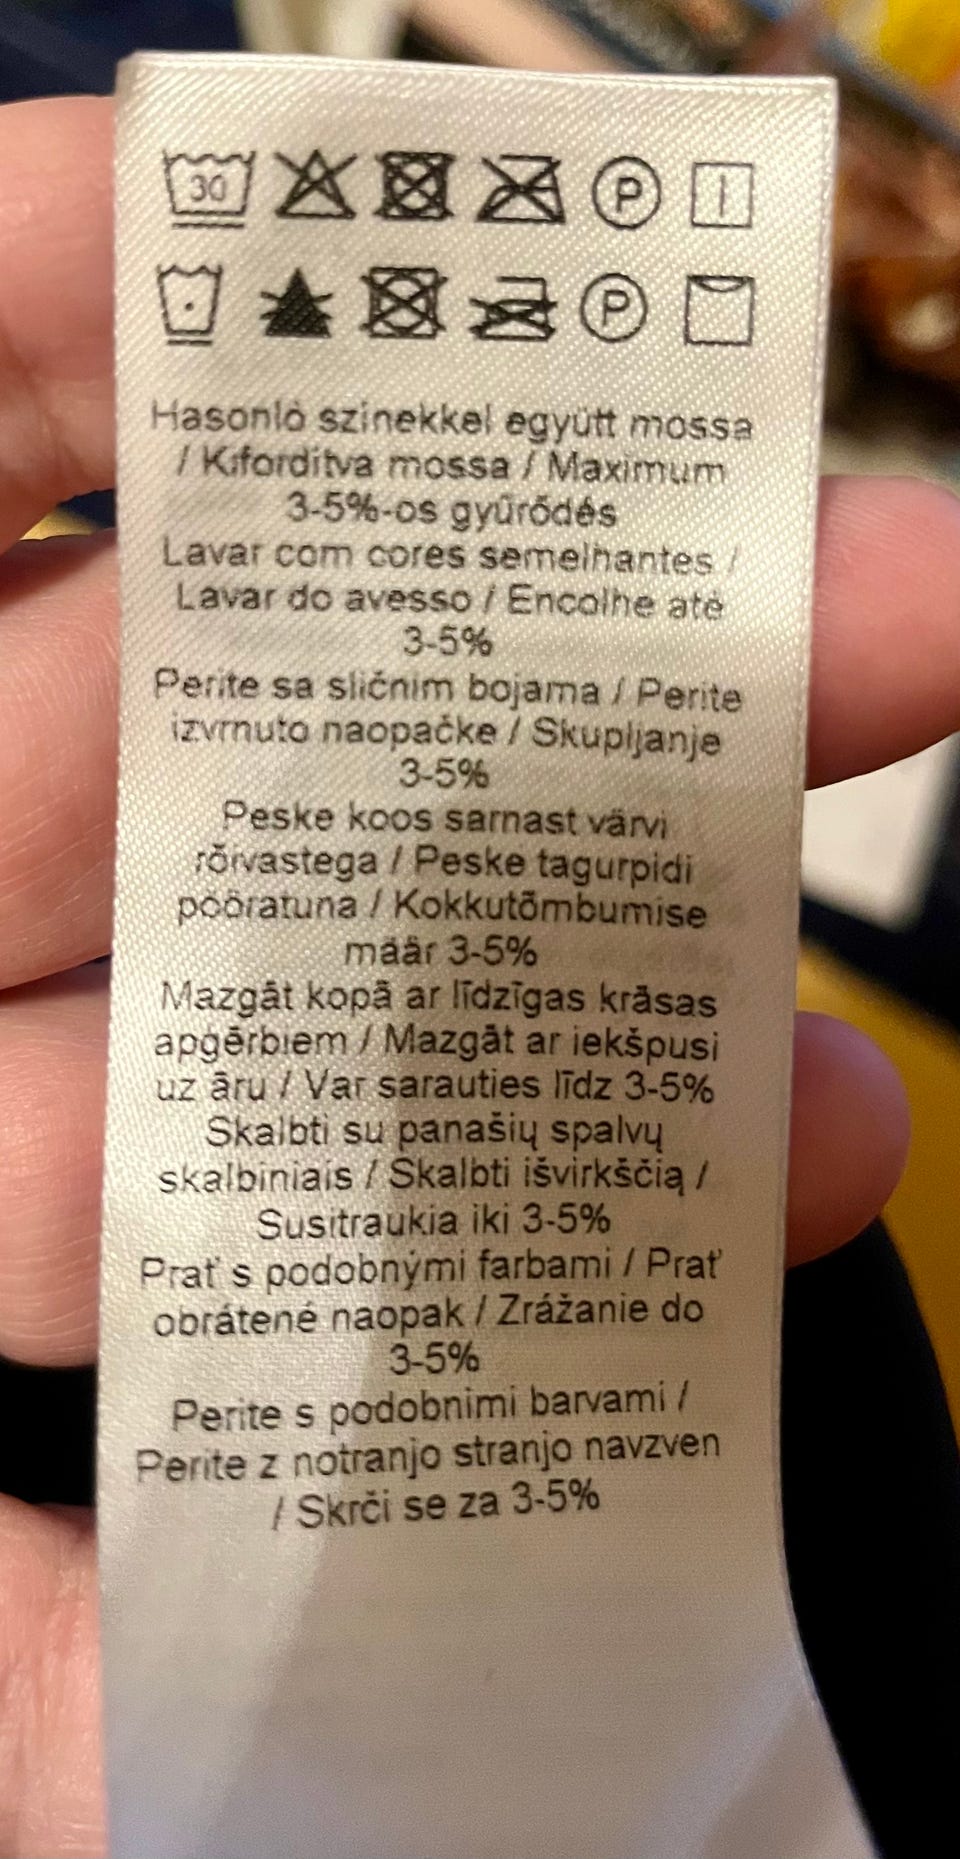 30 P
P
Hasonló színekkel együtt mossa
/ Kifordítva mossa / Maximum
3-5%-os gyűrődés
Lavar com cores semelhantes /
Lavar do avesso / Encolhe até
3-5%
Perite sa sličnim bojama / Perite
izvrnuto naopačke / Skupljanje
3-5%
Peske koos sarnast värvi
rõivastega / Peske tagurpidi
pööratuna / Kokkutõmbumise
määr 3-5%
Mazgāt kopā ar līdzīgas krāsas
apģērbiem / Mazgāt ar iekšpusi
uz āru / Var sarauties līdz 3-5%
Skalbti su panašių spalvų
skalbiniais / Skalbti išvirkščią /
Susitraukia iki 3-5%
Prať s podobnými farbami / Prať
obrátené naopak / Zrážanie do
3-5%
Perite s podobnimi barvami /
Perite z notranjo stranjo navzven
/ Skrči se za 3-5%